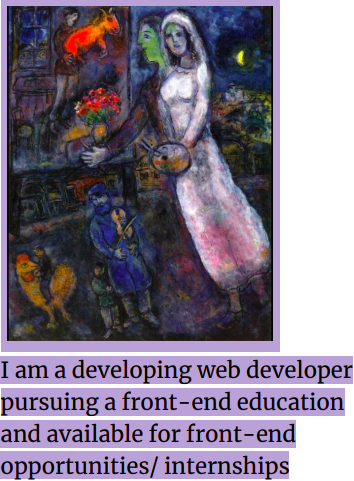 I am a developing web developer
pursuing a front-end education
and available for front-end
opportunities/ internships